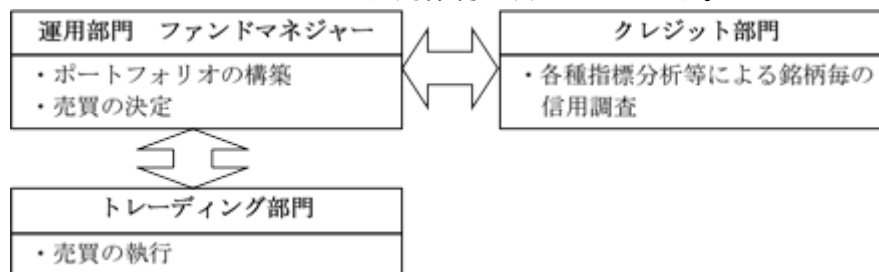 運用部門　ファンドマネジャー
・ポートフォリオの構築
・売買の決定
クレジット部門
・各種指標分析等による銘柄毎の
信用調査
トレーディング部門
・売買の執行